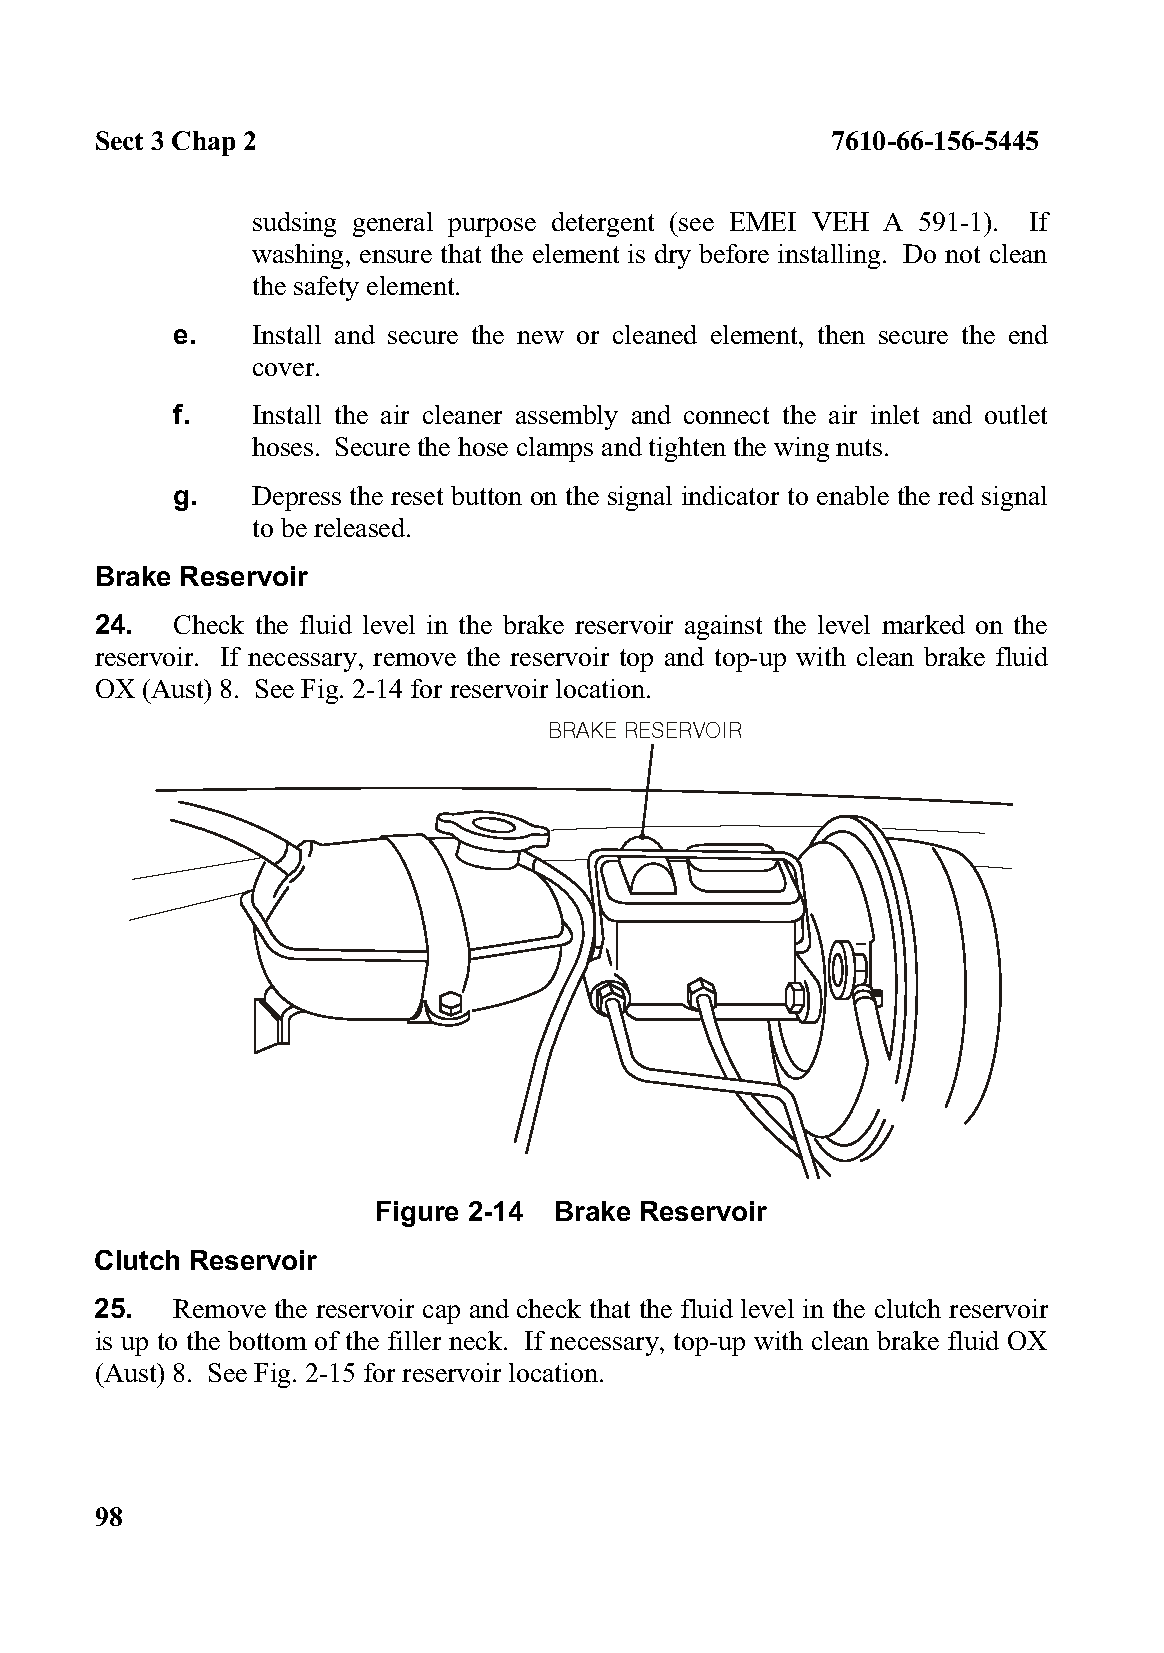 Sect 3 Chap 2 7610-66-156-5445
sudsing general purpose detergent (see EMEI VEH A 591-1). If
washing, ensure that the element is dry before installing. Do not clean
the safety element.
e. Install and secure the new or cleaned element, then secure the end
cover.
f. Install the air cleaner assembly and connect the air inlet and outlet
hoses. Secure the hose clamps and tighten the wing nuts.
g. Depress the reset button on the signal indicator to enable the red signal
to be released.
Brake Reservoir
24. Check the fluid level in the brake reservoir against the level marked on the
reservoir. If necessary, remove the reservoir top and top-up with clean brake fluid
OX (Aust) 8. See Fig. 2-14 for reservoir location.
BRAKE RESERVOIR
Figure 2-14 Brake Reservoir
Clutch Reservoir
25. Remove the reservoir cap and check that the fluid level in the clutch reservoir
is up to the bottom of the filler neck. If necessary, top-up with clean brake fluid OX
(Aust) 8. See Fig. 2-15 for reservoir location.
98